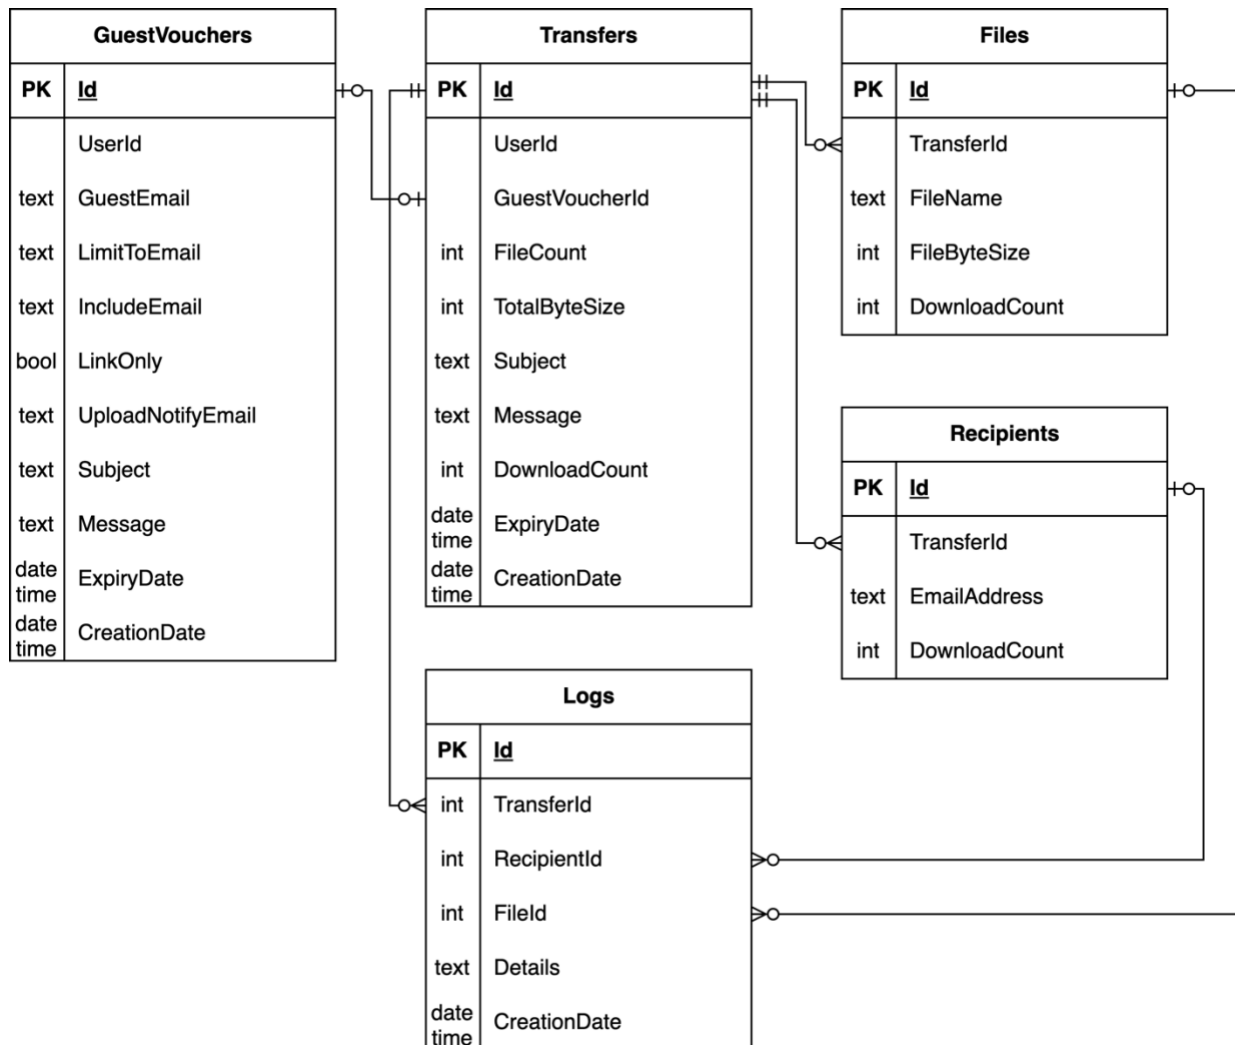 GuestVouchers
PK Id
UserId
text GuestEmail
text LimitToEmail
text IncludeEmail
bool LinkOnly
text UploadNotifyEmail
text Subject
text Message
date
time ExpiryDate
date
time CreationDate
Transfers
PK Id
UserId
GuestVoucherId
int FileCount
int TotalByteSize
text Subject
text Message
int DownloadCount
date
time ExpiryDate
date
time CreationDate
Files
PK Id
TransferId
text FileName
int FileByteSize
int DownloadCount
Recipients
PK Id
TransferId
text EmailAddress
int DownloadCount
Logs
PK Id
int TransferId
int RecipientId
int FileId
text Details
date
time CreationDate